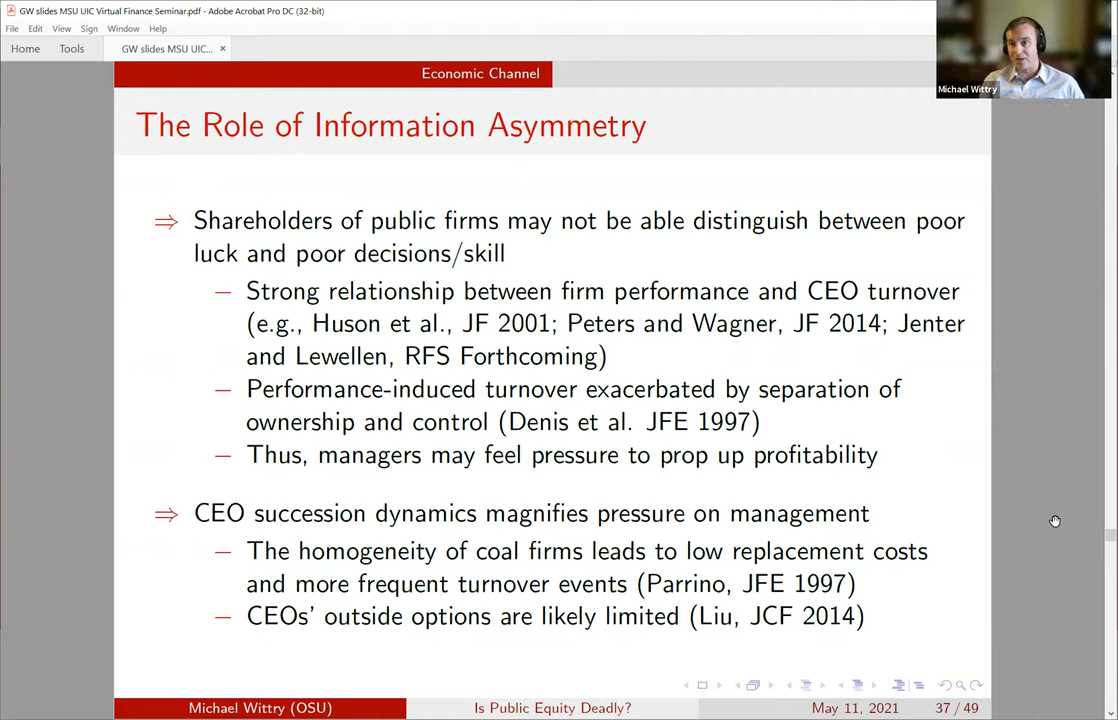 GW slides MSU UIC Virtual Finance Seminar.pdf - Adobe Acrobat Pro DC (32-bit)
File Edit View Sign Window Help
Home Tools GW slides MSU UIC... ×
Michael Wittry
Economic Channel
The Role of Information Asymmetry
⇒ Shareholders of public firms may not be able distinguish between poor
luck and poor decisions/skill
– Strong relationship between firm performance and CEO turnover
(e.g., Huson et al., JF 2001; Peters and Wagner, JF 2014; Jenter
and Lewellen, RFS Forthcoming)
– Performance-induced turnover exacerbated by separation of
ownership and control (Denis et al. JFE 1997)
– Thus, managers may feel pressure to prop up profitability
⇒ CEO succession dynamics magnifies pressure on management
– The homogeneity of coal firms leads to low replacement costs
and more frequent turnover events (Parrino, JFE 1997)
– CEOs' outside options are likely limited (Liu, JCF 2014)
Michael Wittry (OSU) Is Public Equity Deadly? May 11, 2021 37 / 49